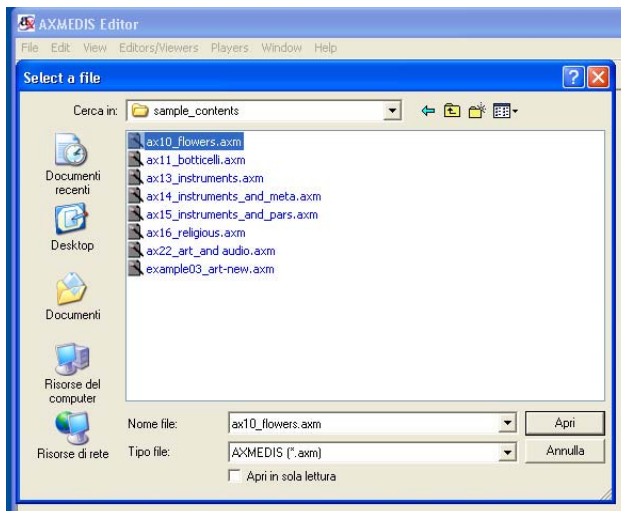 AXMEDIS Editor
File Edit View Editors/Viewers Players Window Help
Select a file
Cerca in: sample_contents
ax10_flowers.axm
ax11_botticelli.axm
ax13_instruments.axm
ax14_instruments_and_meta.axm
ax15_instruments_and_pars.axm
ax16_religious.axm
ax22_art_and audio.axm
example03_art-new.axm
Documenti
recenti
Desktop
Documenti
Risorse del
computer
Risorse di rete
Nome file: ax10_flowers.axm Apri
Tipo file: AXMEDIS (*.axm) Annulla
Apri in sola lettura